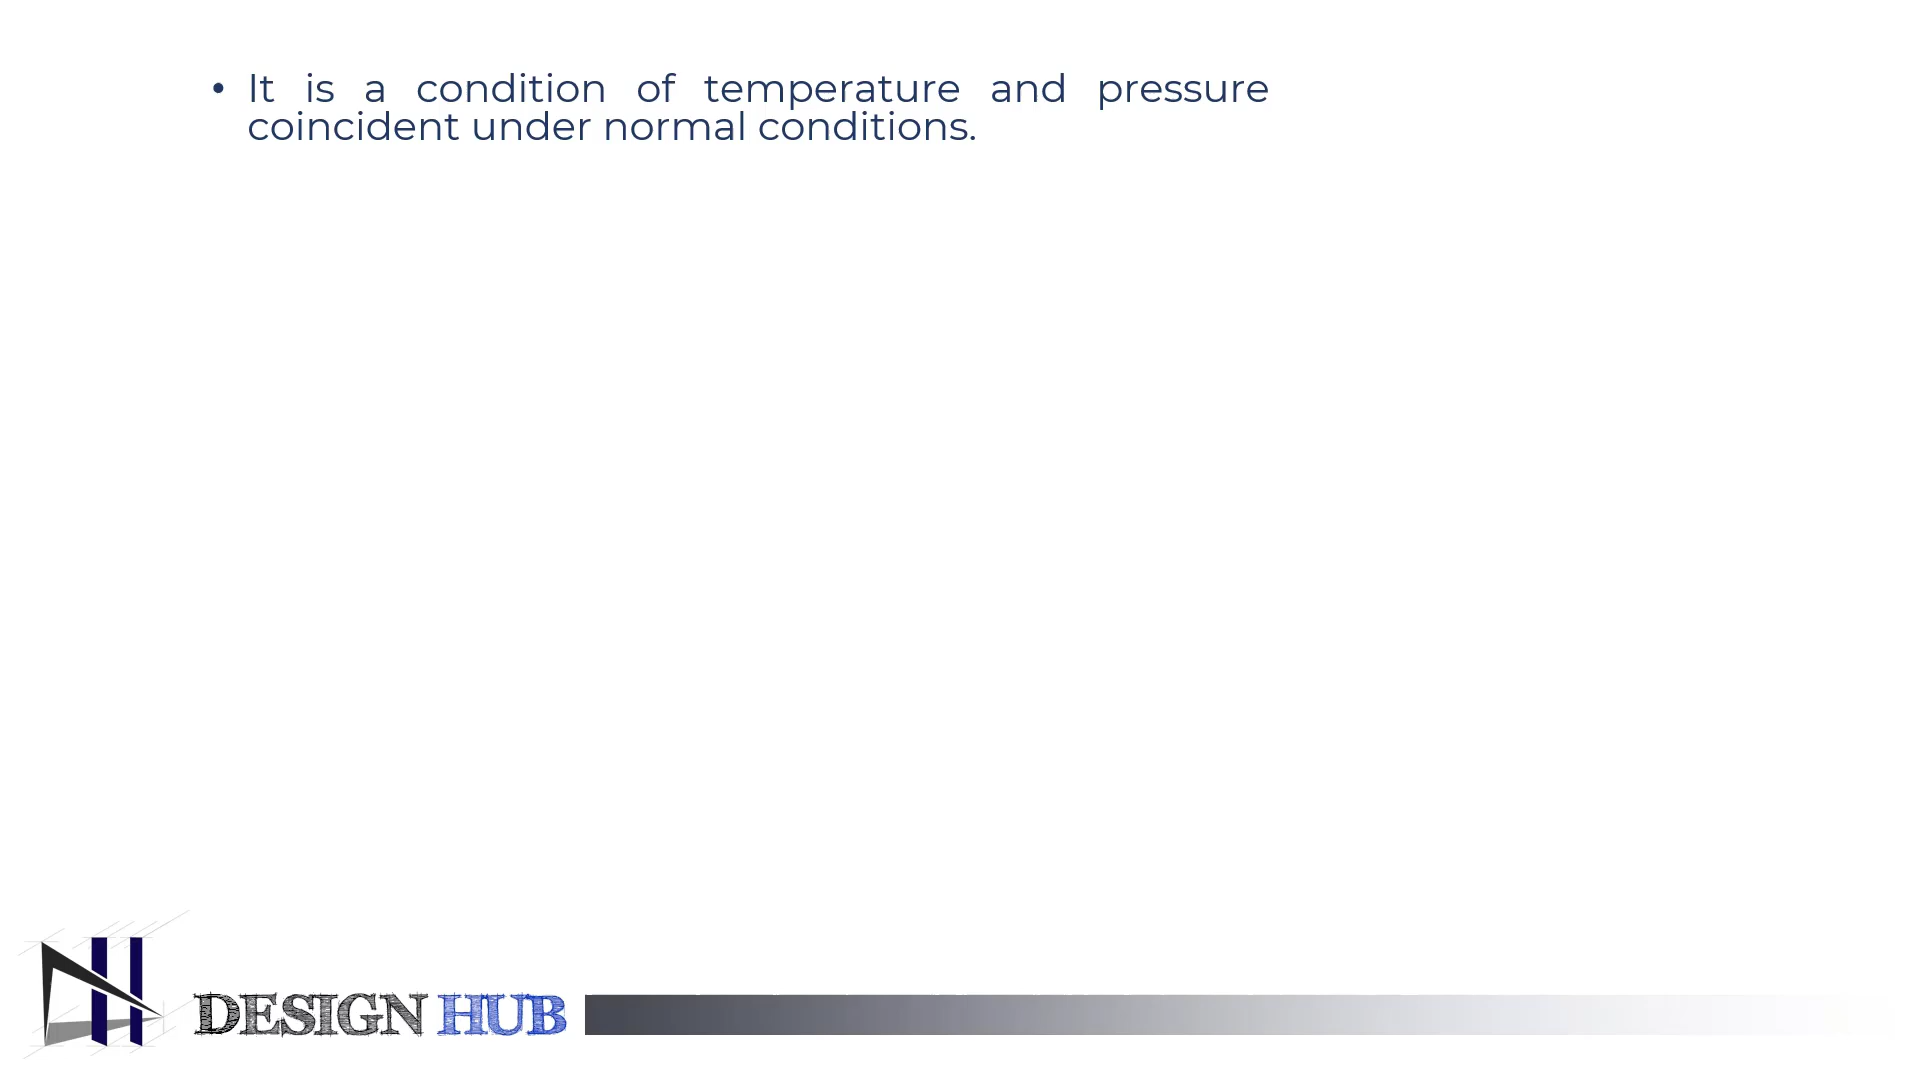 • It is a condition of temperature and pressure
coincident under normal conditions.
DESIGN HUB